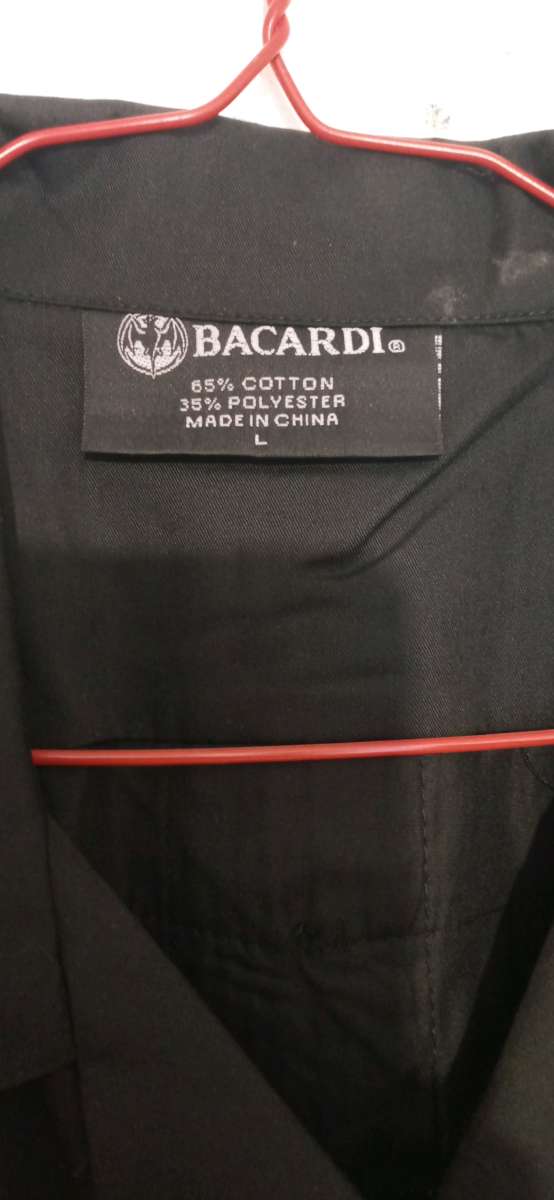 BACARDI®
65% COTTON
35% POLYESTER
MADE IN CHINA
L